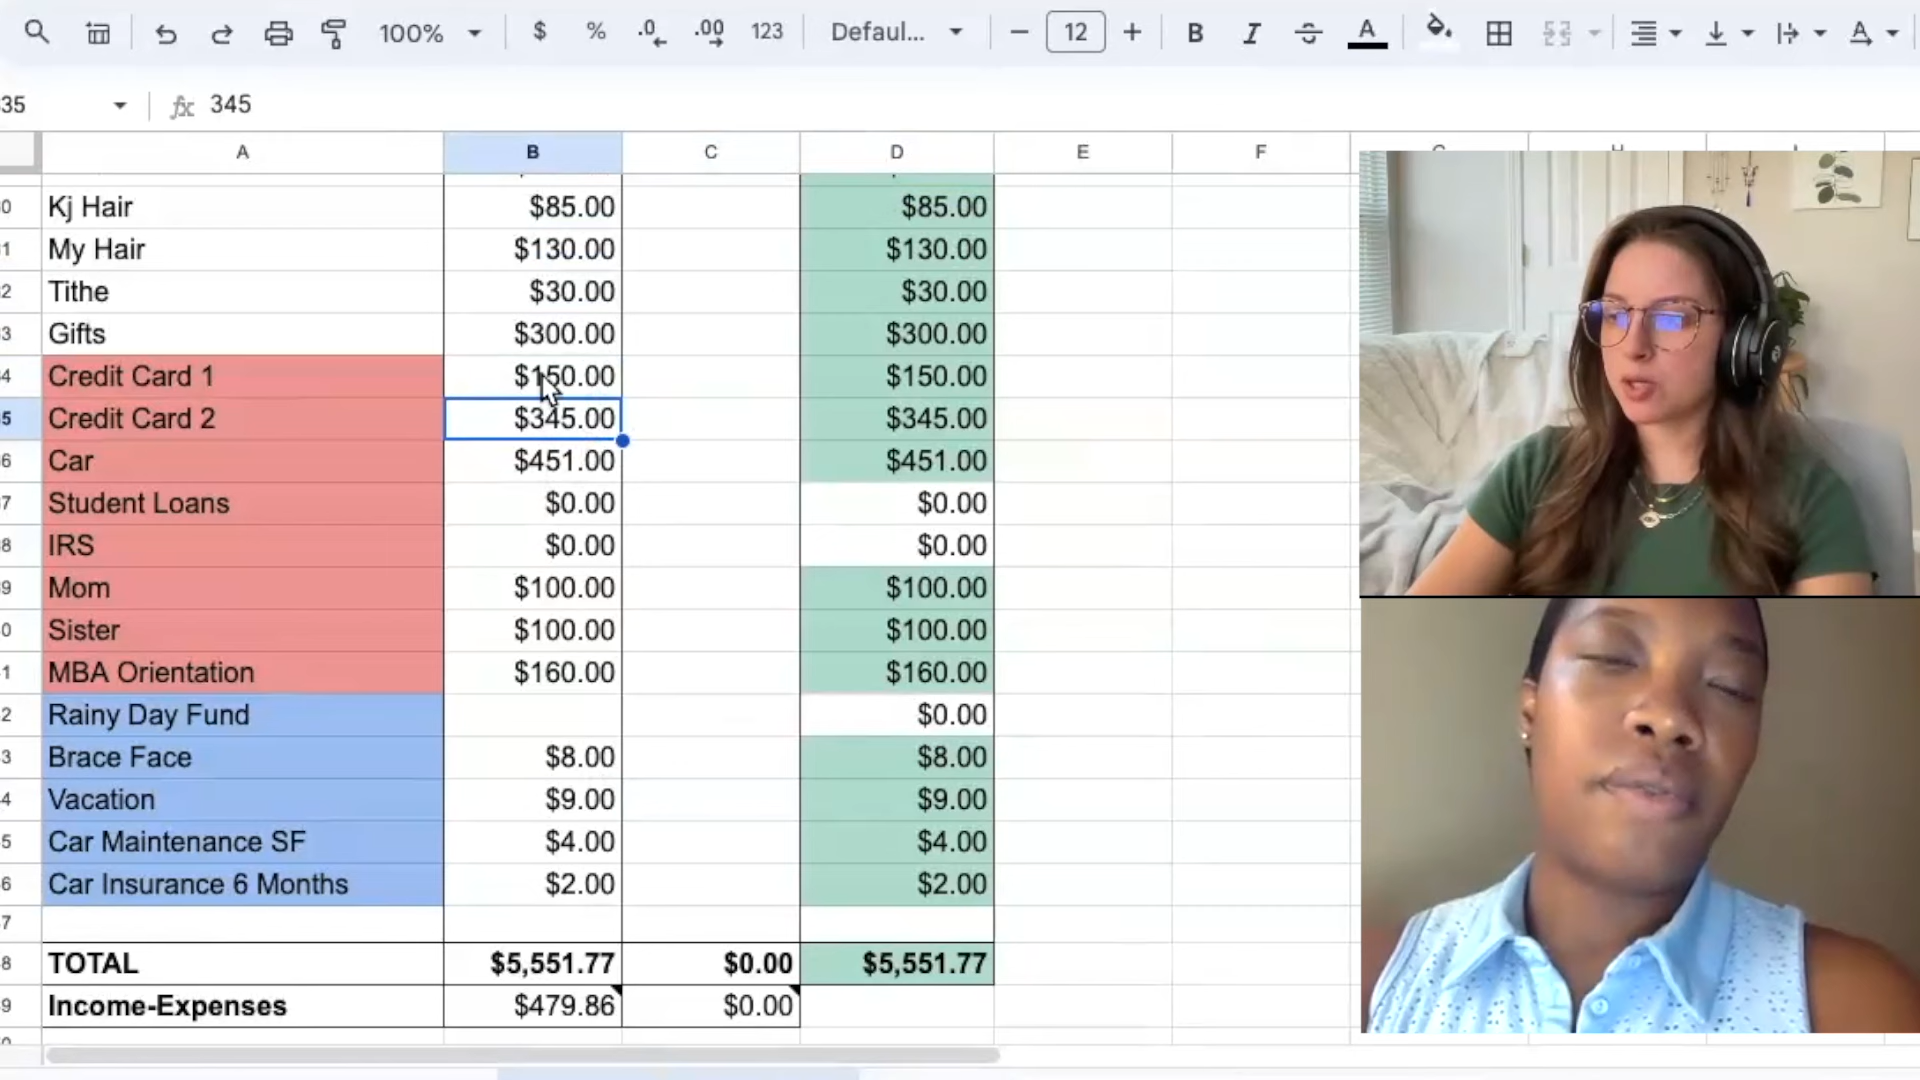 100% $ % .0 .00 123 Defaul... 12 B I A A
35 fx 345
A B C D E F
Kj Hair $85.00 $85.00
My Hair $130.00 $130.00
Tithe $30.00 $30.00
Gifts $300.00 $300.00
Credit Card 1 $150.00 $150.00
Credit Card 2 $345.00 $345.00
Car $451.00 $451.00
Student Loans $0.00 $0.00
IRS $0.00 $0.00
Mom $100.00 $100.00
Sister $100.00 $100.00
MBA Orientation $160.00 $160.00
Rainy Day Fund $0.00
Brace Face $8.00 $8.00
Vacation $9.00 $9.00
Car Maintenance SF $4.00 $4.00
Car Insurance 6 Months $2.00 $2.00
TOTAL $5,551.77 $0.00 $5,551.77
Income-Expenses $479.86 $0.00